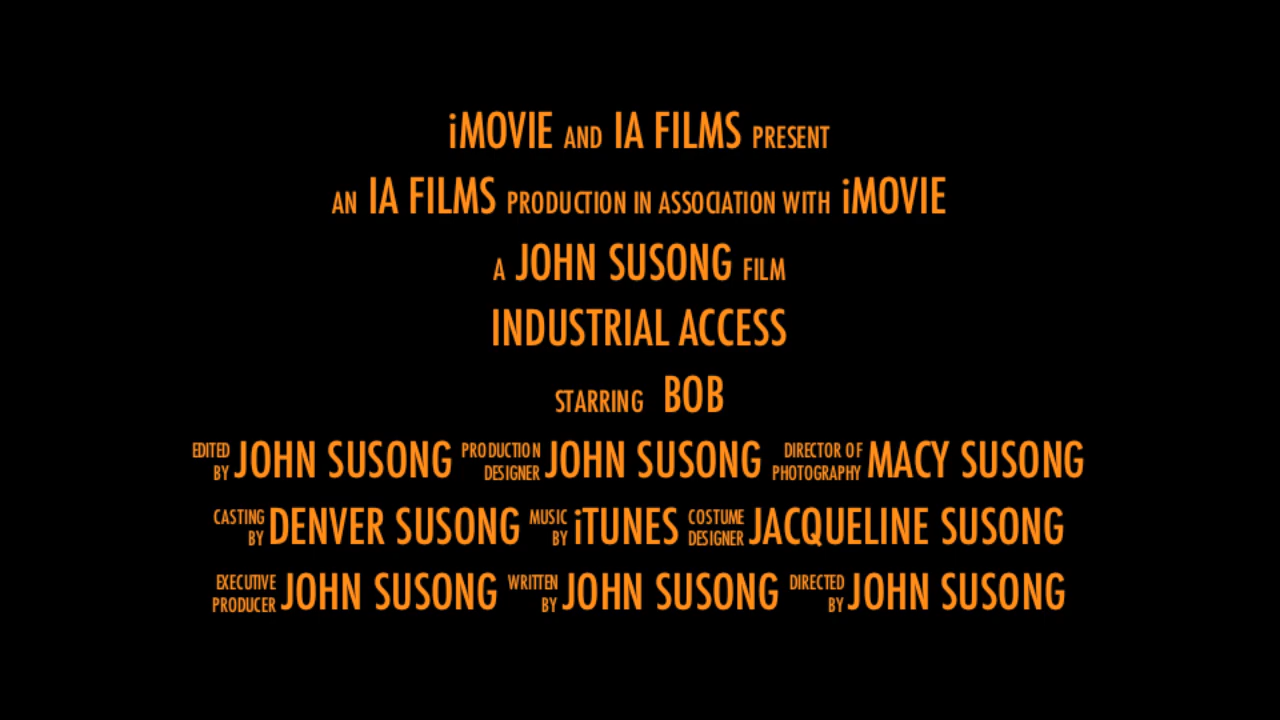 iMOVIE AND IA FILMS PRESENT
AN IA FILMS PRODUCTION IN ASSOCIATION WITH iMOVIE
A JOHN SUSONG FILM
INDUSTRIAL ACCESS
STARRING BOB
EDITED BY JOHN SUSONG PRODUCTION DESIGNER JOHN SUSONG DIRECTOR OF PHOTOGRAPHY MACY SUSONG
CASTING BY DENVER SUSONG MUSIC BY iTUNES COSTUME DESIGNER JACQUELINE SUSONG
EXECUTIVE PRODUCER JOHN SUSONG WRITTEN BY JOHN SUSONG DIRECTED BY JOHN SUSONG